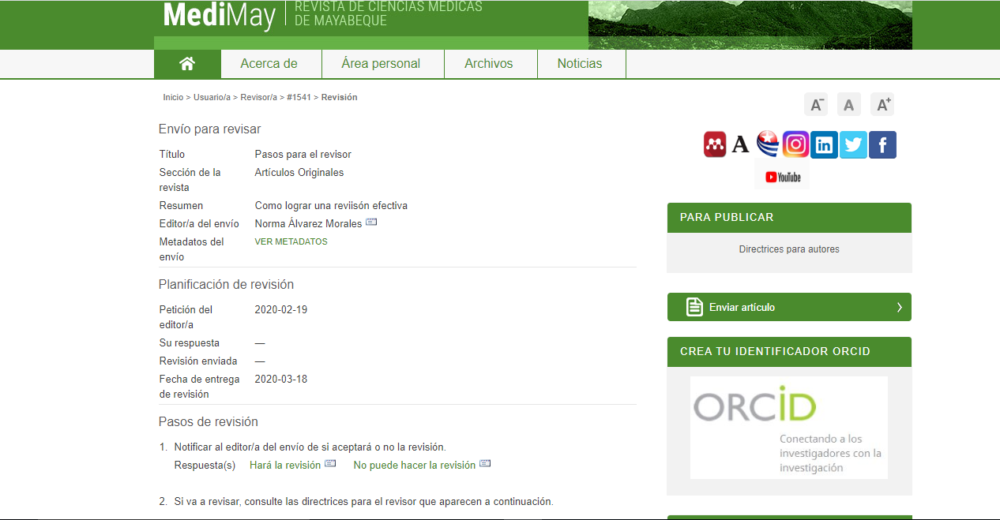 MediMay
REVISTA DE CIENCIAS MÉDICAS
DE MAYABEQUE
Acerca de
Área personal
Archivos
Noticias
Inicio > Usuario/a > Revisor/a > #1541 > Revisión
A-
A
A+
Envío para revisar
Título Pasos para el revisor
Sección de la Artículos Originales
revista
Resumen Como lograr una reviisón efectiva
Editor/a del envío Norma Álvarez Morales
Metadatos del VER METADATOS
envío
Planificación de revisión
Petición del 2020-02-19
editor/a
Su respuesta —
Revisión enviada —
Fecha de entrega 2020-03-18
de revisión
Pasos de revisión
1. Notificar al editor/a del envío de si aceptará o no la revisión.
Respuesta(s) Hará la revisión No puede hacer la revisión
2. Si va a revisar, consulte las directrices para el revisor que aparecen a continuación.
A
in
f
YouTube
PARA PUBLICAR
Directrices para autores
Enviar artículo
CREA TU IDENTIFICADOR ORCID
ORCID
Conectando a los
investigadores con la
investigación